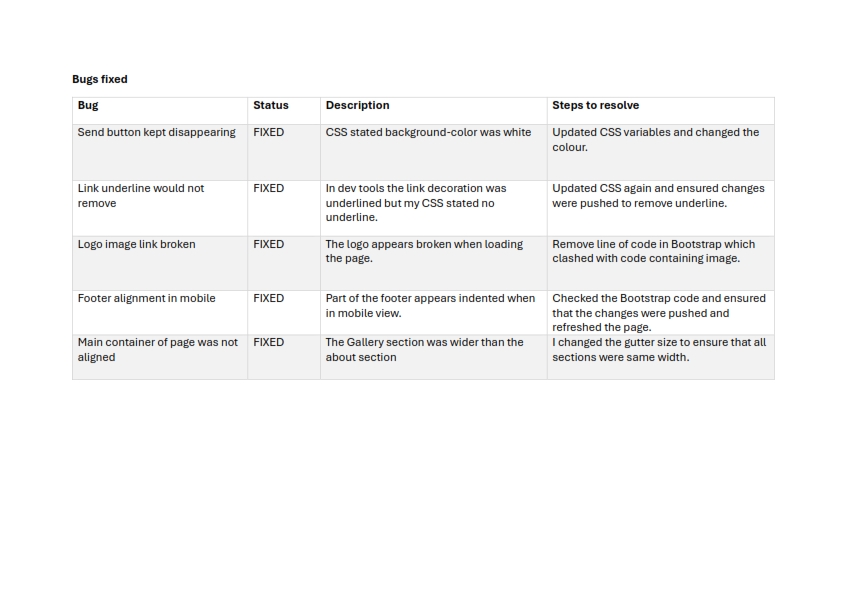 Bugs fixed
Bug Status Description Steps to resolve
Send button kept disappearing FIXED CSS stated background-color was white Updated CSS variables and changed the
colour.
Link underline would not FIXED In dev tools the link decoration was Updated CSS again and ensured changes
remove underlined but my CSS stated no were pushed to remove underline.
underline.
Logo image link broken FIXED The logo appears broken when loading Remove line of code in Bootstrap which
the page. clashed with code containing image.
Footer alignment in mobile FIXED Part of the footer appears indented when Checked the Bootstrap code and ensured
in mobile view. that the changes were pushed and
refreshed the page.
Main container of page was not FIXED The Gallery section was wider than the I changed the gutter size to ensure that all
aligned about section sections were same width.